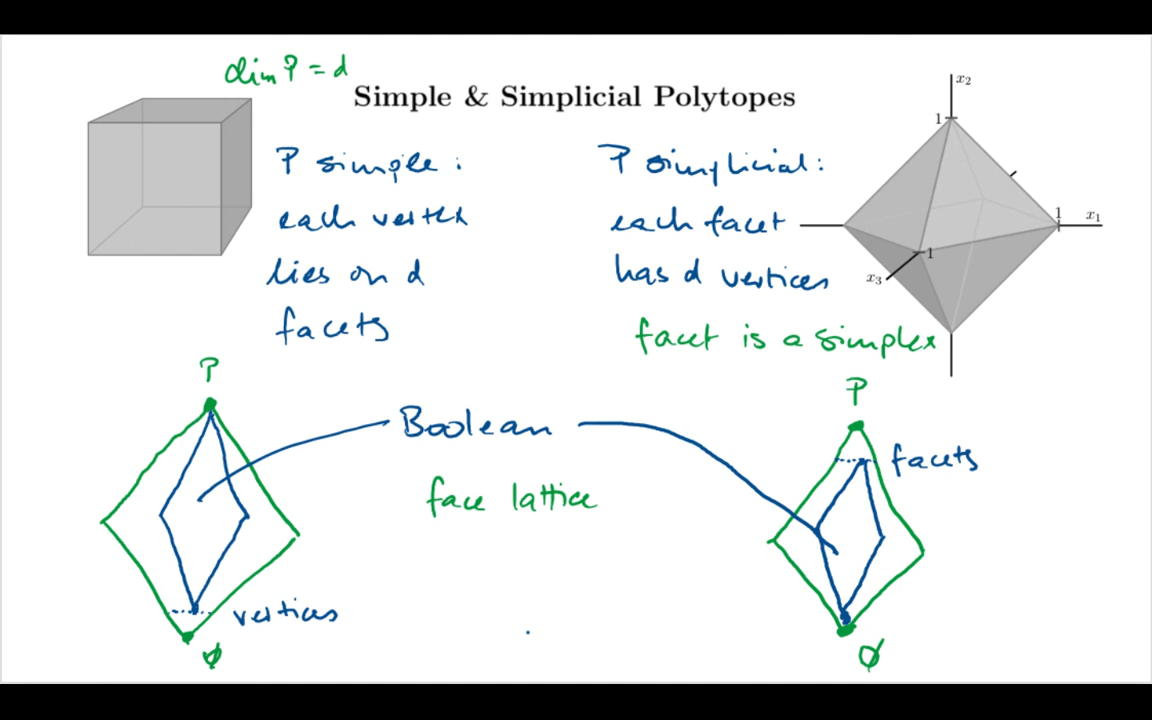 dim P = d
Simple & Simplicial Polytopes
P simple :
each vertex
lies on d
facets
P simplicial :
each facet
has d vertices
facet is a simplex
x₂
1
1
x₁
1
x₃
P
Boolean
face lattice
vertices
∅
P
facets
∅